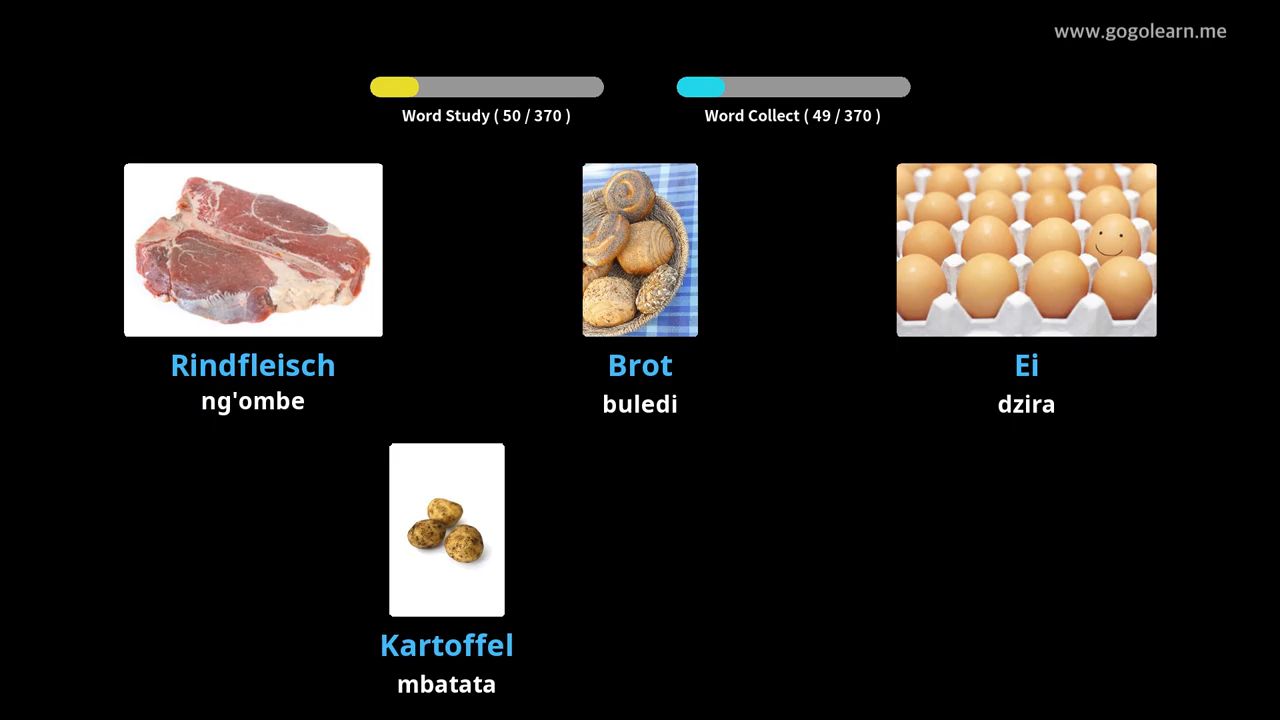 www.gogolearn.me
Word Study ( 50 / 370 )
Word Collect ( 49 / 370 )
Rindfleisch
ng'ombe
Brot
buledi
Ei
dzira
Kartoffel
mbatata